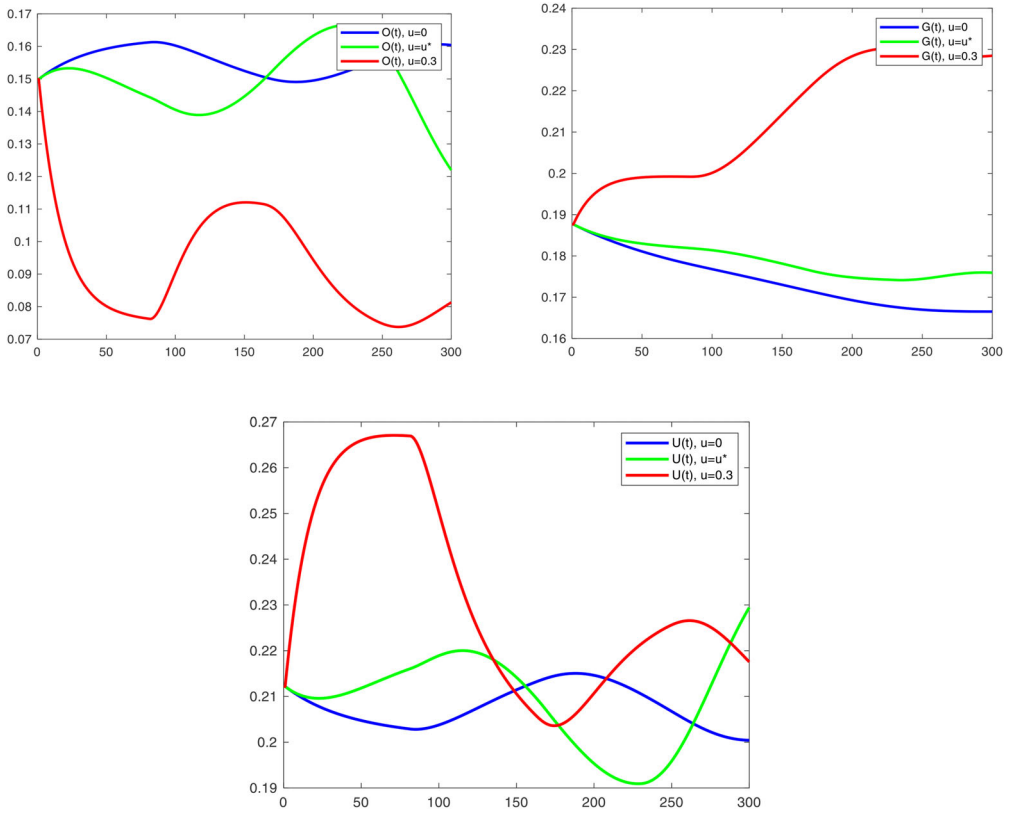 0.17
0.16
0.15
0.14
0.13
0.12
0.11
0.1
0.09
0.08
0.07
0 50 100 150 200 250 300
O(t), u=0
O(t), u=u*
O(t), u=0.3
0.24
0.23
0.22
0.21
0.2
0.19
0.18
0.17
0.16
0 50 100 150 200 250 300
G(t), u=0
G(t), u=u*
G(t), u=0.3
0.27
0.26
0.25
0.24
0.23
0.22
0.21
0.2
0.19
0 50 100 150 200 250 300
U(t), u=0
U(t), u=u*
U(t), u=0.3